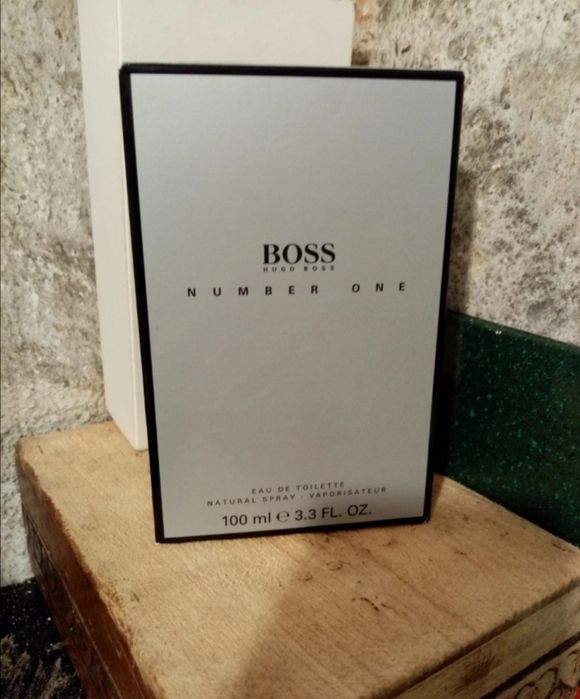 BOSS
HUGO BOSS
NUMBER ONE
EAU DE TOILETTE
NATURAL SPRAY · VAPORISATEUR
100 ml ℮ 3.3 FL. OZ.